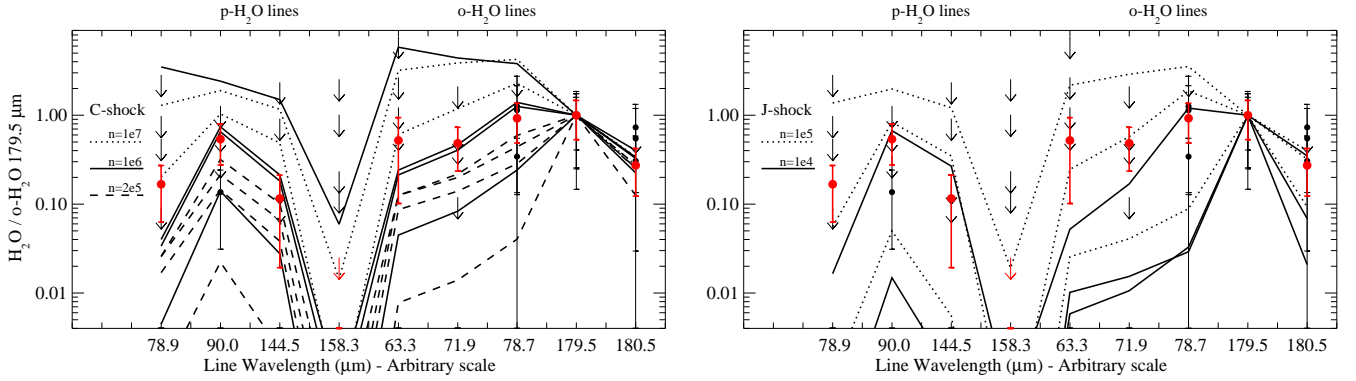 p-H₂O lines o-H₂O lines
H₂O / o-H₂O 179.5 μm
1.00
0.10
0.01
C-shock
n=1e7
n=1e6
n=2e5
78.9 90.0 144.5 158.3 63.3 71.9 78.7 179.5 180.5
Line Wavelength (μm) - Arbitrary scale
p-H₂O lines o-H₂O lines
1.00
0.10
0.01
J-shock
n=1e5
n=1e4
78.9 90.0 144.5 158.3 63.3 71.9 78.7 179.5 180.5
Line Wavelength (μm) - Arbitrary scale